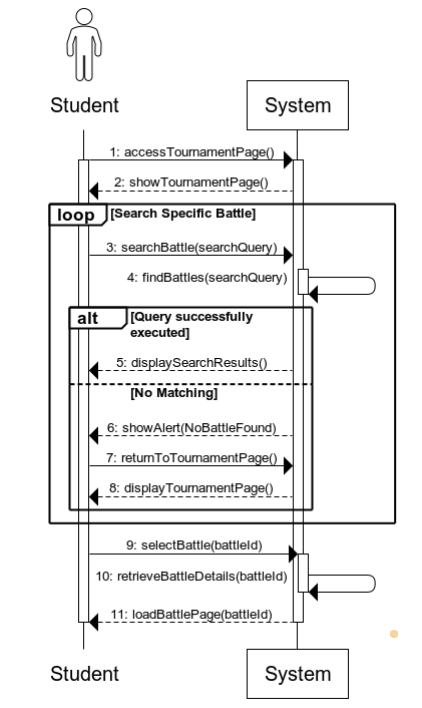 Student
System
1: accessTournamentPage()
2: showTournamentPage()
loop
[Search Specific Battle]
3: searchBattle(searchQuery)
4: findBattles(searchQuery)
alt
[Query successfully
executed]
5: displaySearchResults()
[No Matching]
6: showAlert(NoBattleFound)
7: returnToTournamentPage()
8: displayTournamentPage()
9: selectBattle(battleId)
10: retrieveBattleDetails(battleId)
11: loadBattlePage(battleId)
Student
System